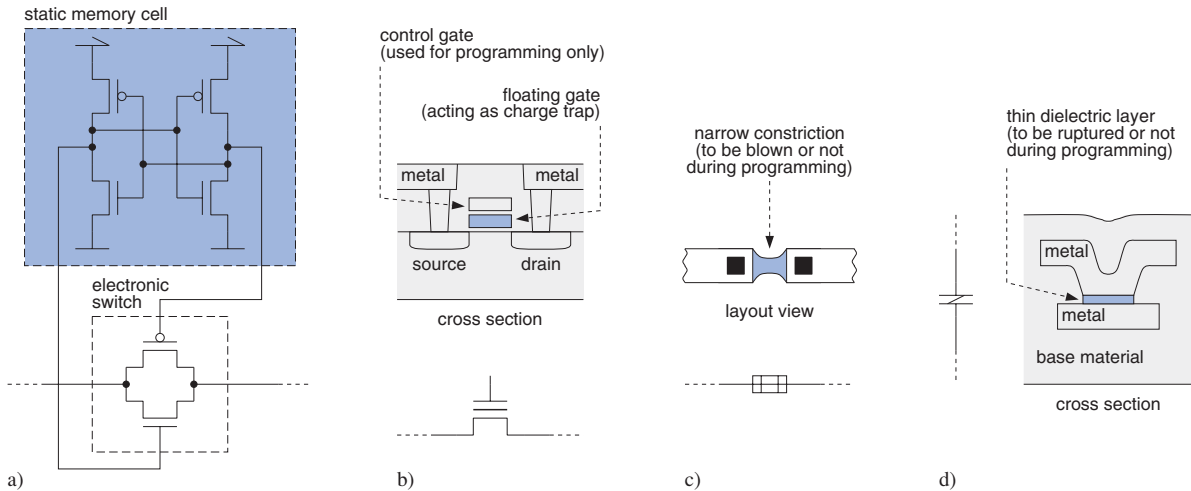 static memory cell
electronic
switch
a)
control gate
(used for programming only)
floating gate
(acting as charge trap)
metal
metal
source
drain
cross section
b)
narrow constriction
(to be blown or not
during programming)
layout view
c)
thin dielectric layer
(to be ruptured or not
during programming)
metal
metal
base material
cross section
d)